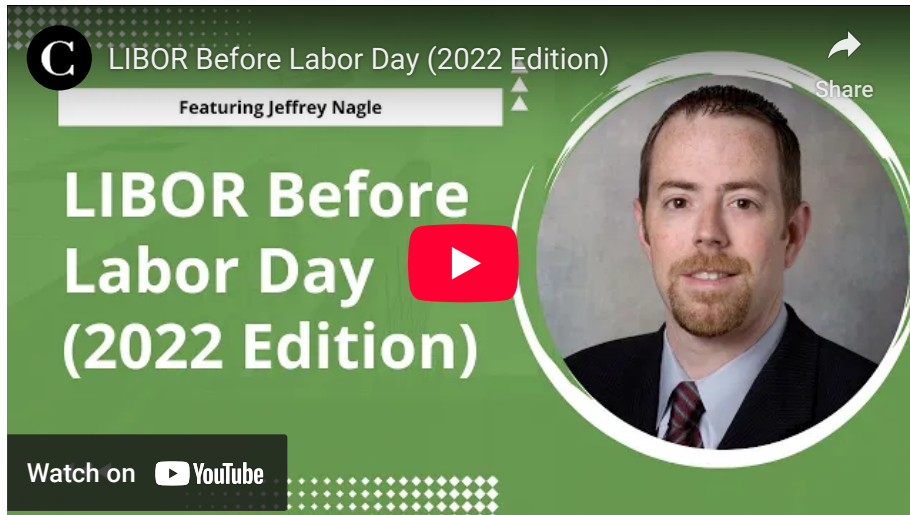 C
LIBOR Before Labor Day (2022 Edition)
Share
Featuring Jeffrey Nagle
LIBOR Before
Labor Day
(2022 Edition)
Watch on YouTube